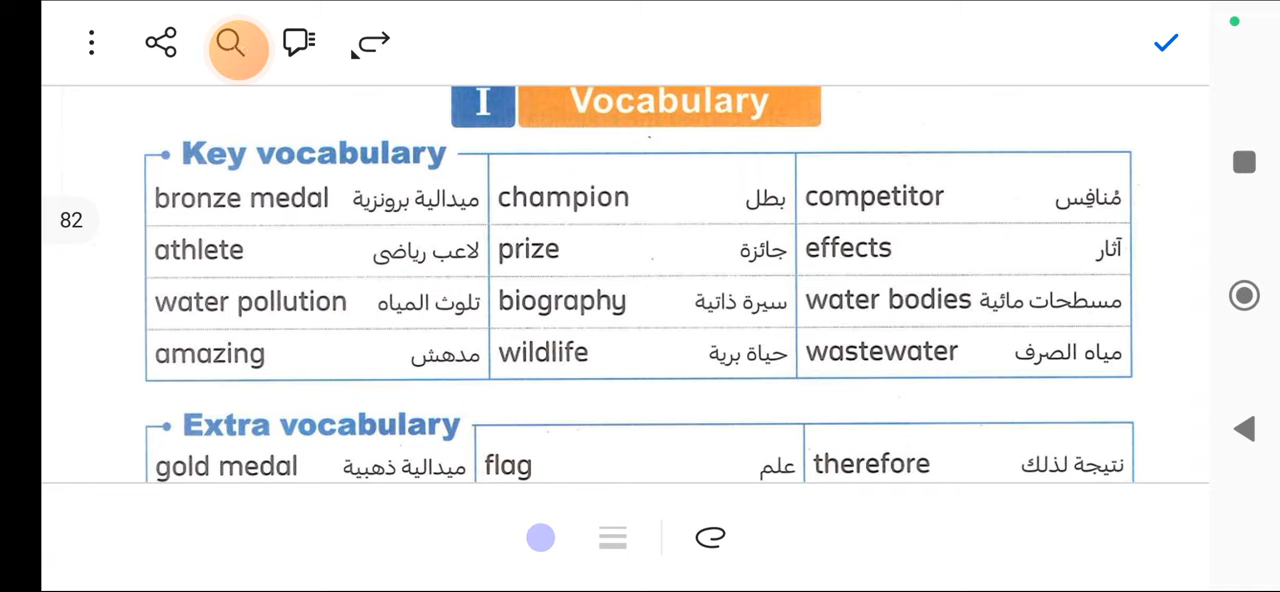 I Vocabulary
Key vocabulary
bronze medal ميدالية برونزية champion بطل competitor مُنافِس
82
athlete لاعب رياضى prize جائزة effects آثار
water pollution تلوث المياه biography سيرة ذاتية water bodies مسطحات مائية
amazing مدهش wildlife حياة برية wastewater مياه الصرف
Extra vocabulary
gold medal ميدالية ذهبية flag علم therefore نتيجة لذلك